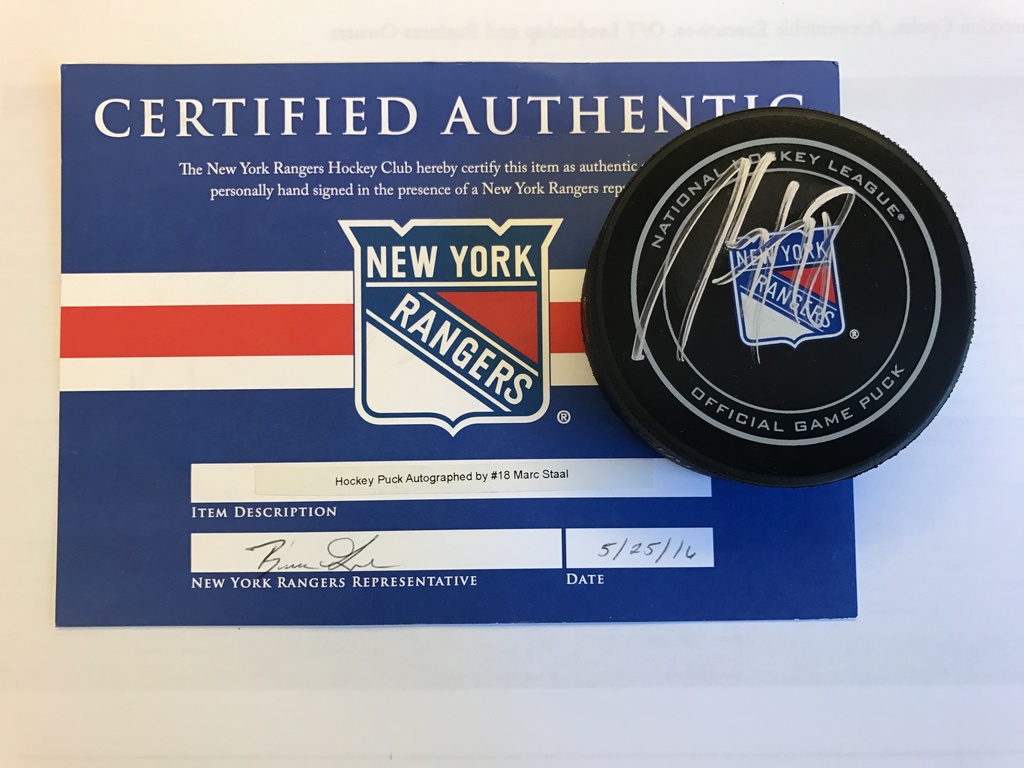 CERTIFIED AUTHENTIC
The New York Rangers Hockey Club hereby certify this item as authentic
personally hand signed in the presence of a New York Rangers
NEW YORK
RANGERS
®
Hockey Puck Autographed by #18 Marc Staal
ITEM DESCRIPTION
NEW YORK RANGERS REPRESENTATIVE
5/25/16
DATE
NATIONAL HOCKEY LEAGUE®
NEW YORK
RANGERS
®
OFFICIAL GAME PUCK